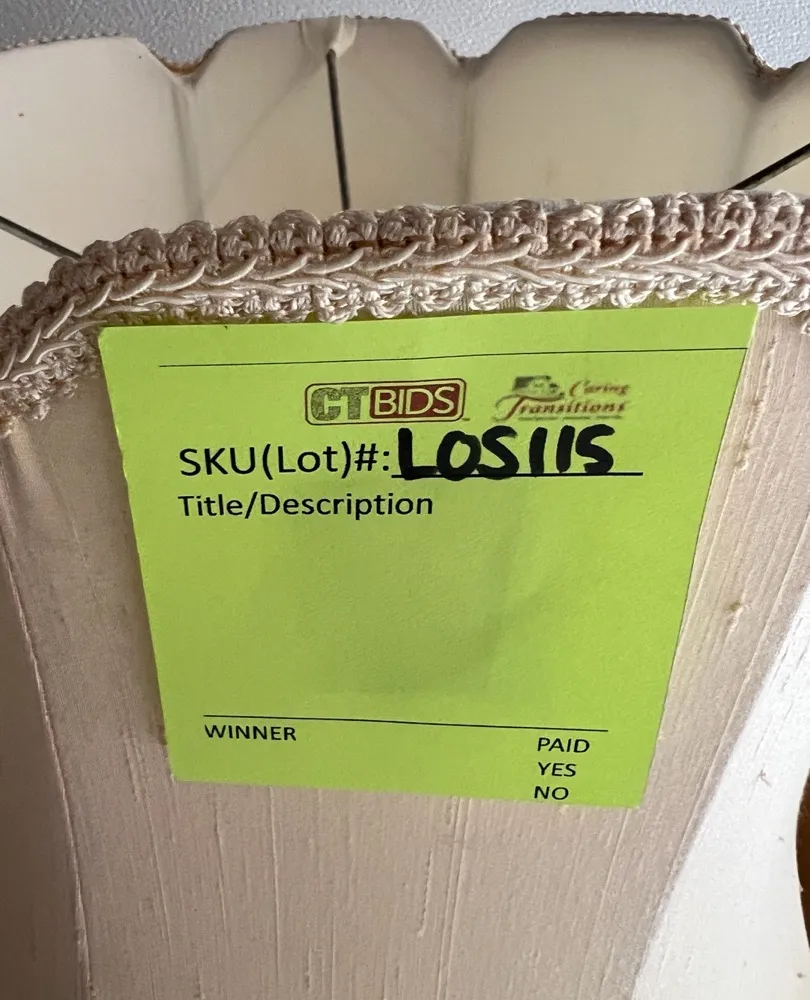 CTBIDS
Caring
Transitions
SKU(Lot)#: LOS115
Title/Description
WINNER
PAID
YES
NO